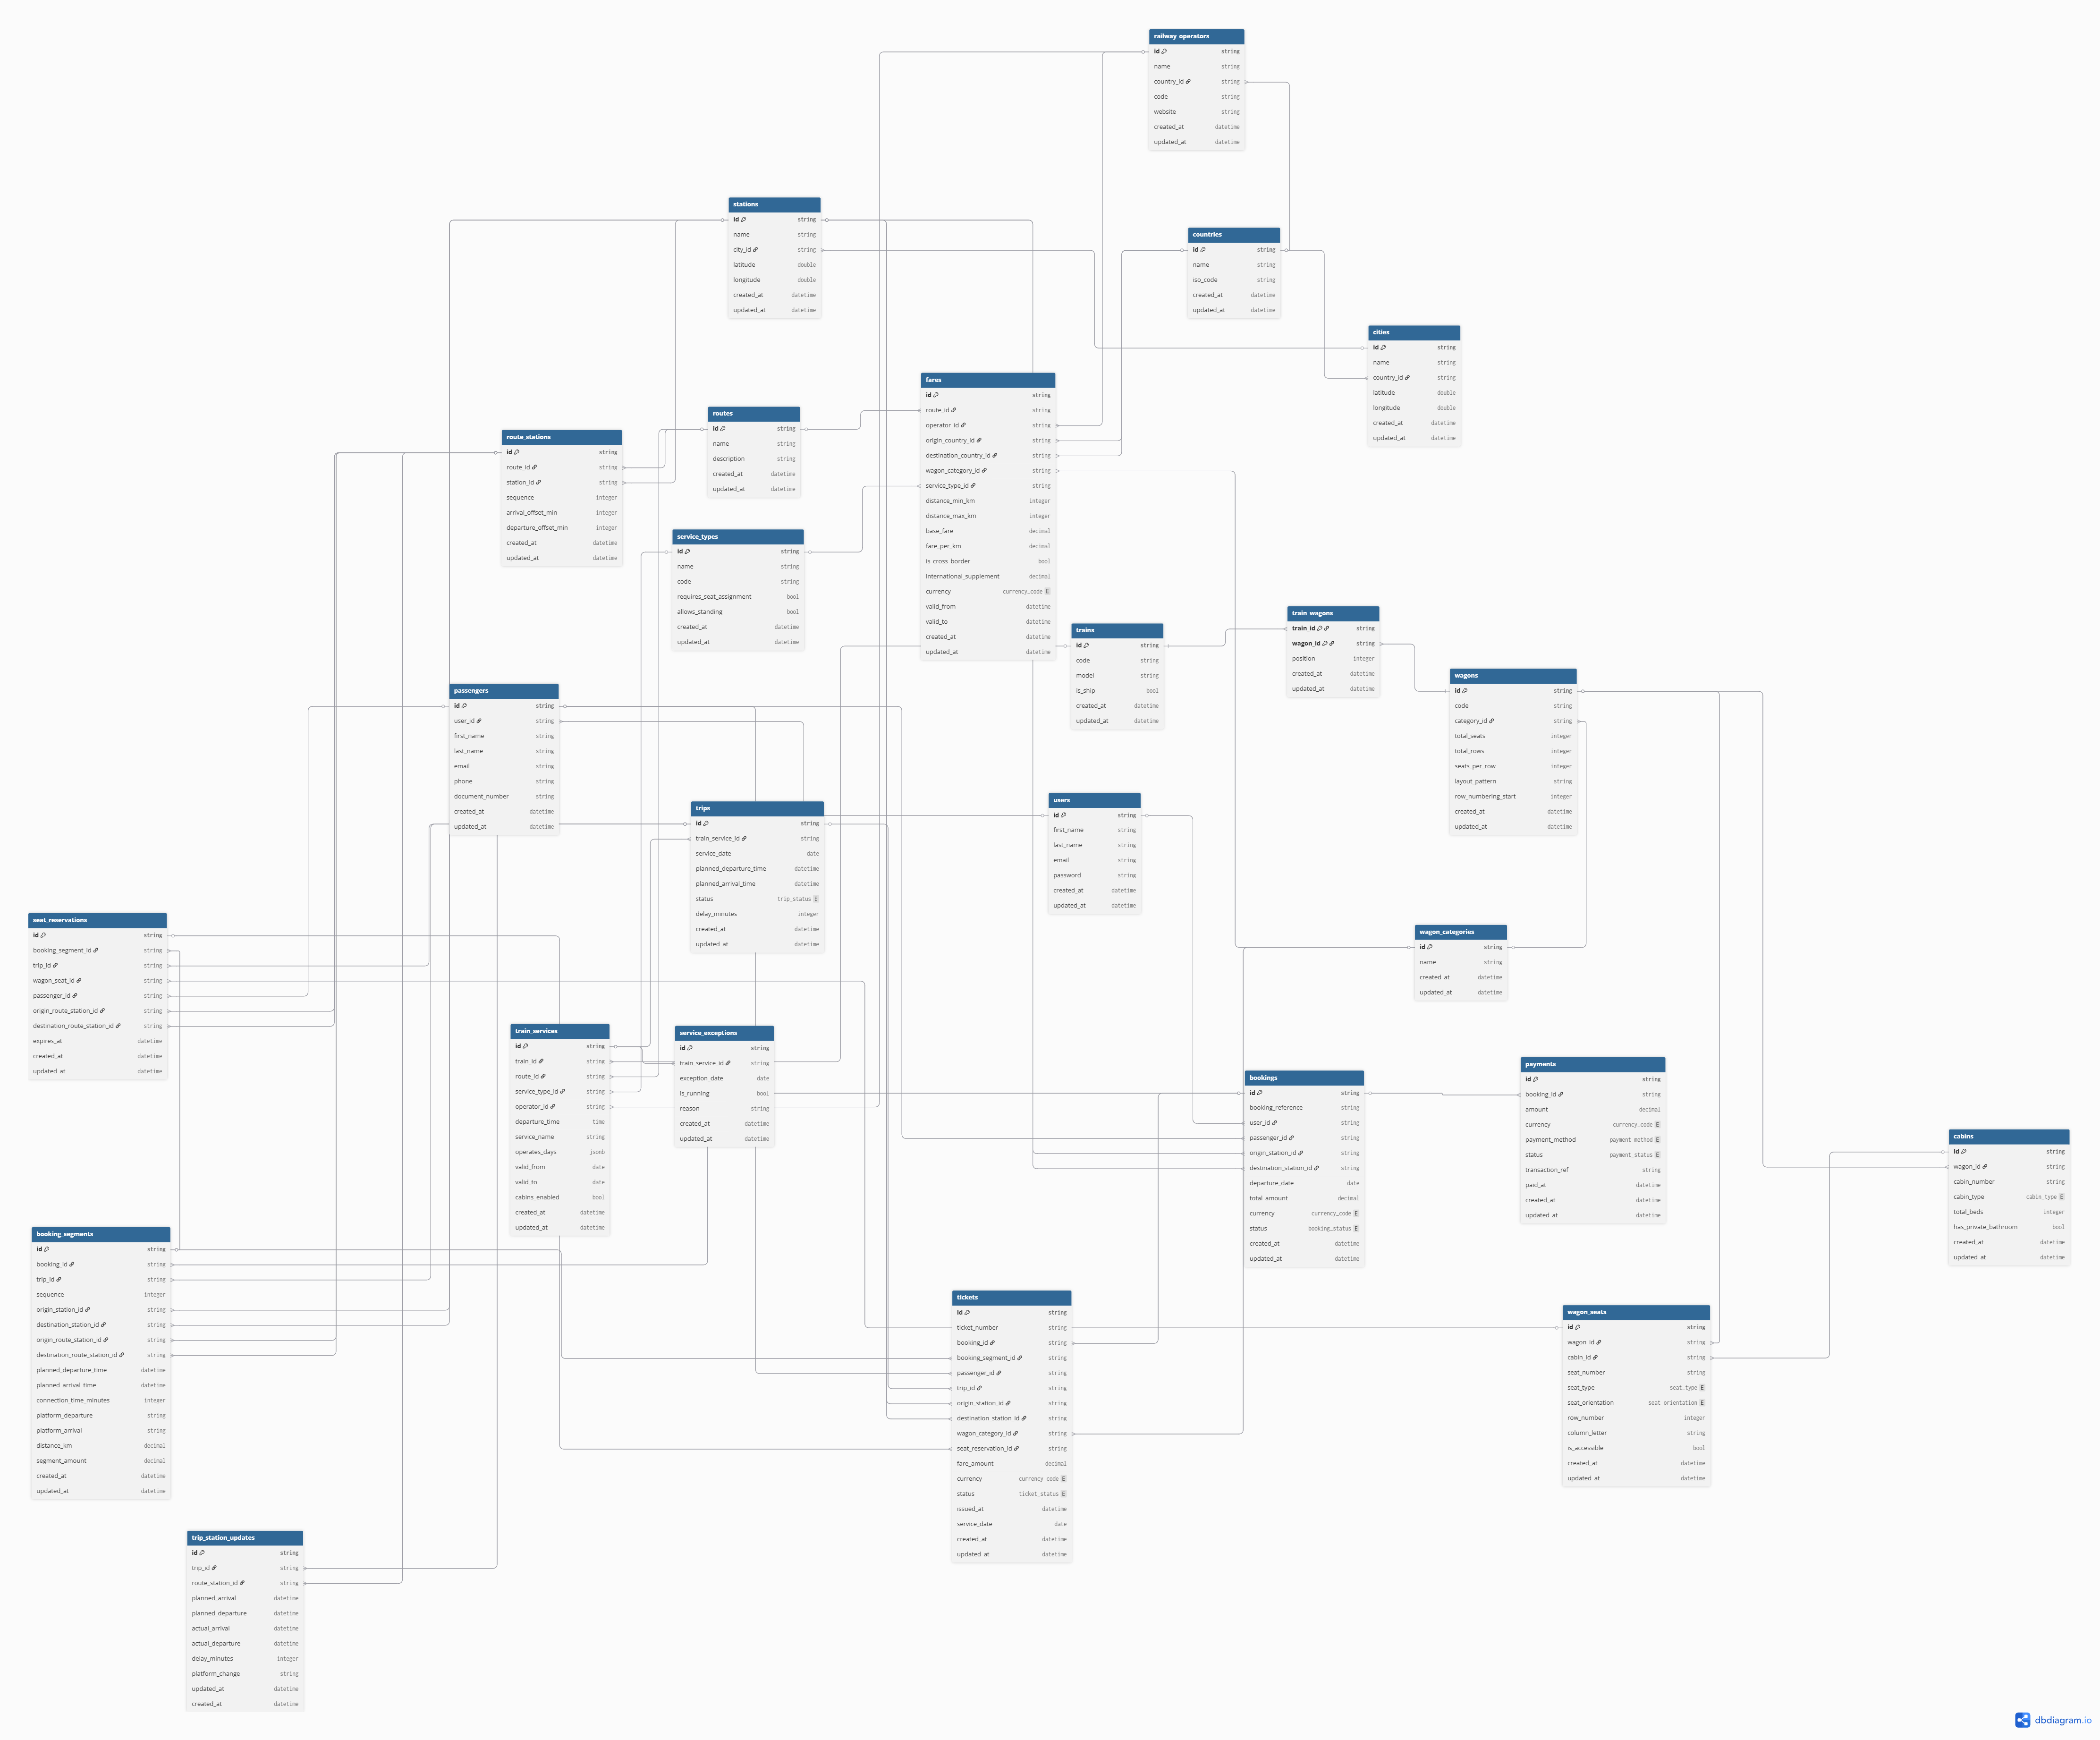 railway_operators
id string
name string
country_id string
code string
website string
created_at datetime
updated_at datetime
stations
id string
name string
city_id string
latitude double
longitude double
created_at datetime
updated_at datetime
countries
id string
name string
iso_code string
created_at datetime
updated_at datetime
cities
id string
name string
country_id string
latitude double
longitude double
created_at datetime
updated_at datetime
fares
id string
route_id string
operator_id string
origin_country_id string
destination_country_id string
wagon_category_id string
service_type_id string
distance_min_km integer
distance_max_km integer
base_fare decimal
fare_per_km decimal
is_cross_border bool
international_supplement decimal
currency currency_code E
valid_from datetime
valid_to datetime
created_at datetime
updated_at datetime
routes
id string
name string
description string
created_at datetime
updated_at datetime
route_stations
id string
route_id string
station_id string
sequence integer
arrival_offset_min integer
departure_offset_min integer
created_at datetime
updated_at datetime
service_types
id string
name string
code string
requires_seat_assignment bool
allows_standing bool
created_at datetime
updated_at datetime
trains
id string
code string
model string
is_ship bool
created_at datetime
updated_at datetime
train_wagons
train_id string
wagon_id string
position integer
created_at datetime
updated_at datetime
wagons
id string
code string
category_id string
total_seats integer
total_rows integer
seats_per_row integer
layout_pattern string
row_numbering_start integer
created_at datetime
updated_at datetime
passengers
id string
user_id string
first_name string
last_name string
email string
phone string
document_number string
created_at datetime
updated_at datetime
trips
id string
train_service_id string
service_date date
planned_departure_time datetime
planned_arrival_time datetime
status trip_status E
delay_minutes integer
created_at datetime
updated_at datetime
users
id string
first_name string
last_name string
email string
password string
created_at datetime
updated_at datetime
seat_reservations
id string
booking_segment_id string
trip_id string
wagon_seat_id string
passenger_id string
origin_route_station_id string
destination_route_station_id string
expires_at datetime
created_at datetime
updated_at datetime
wagon_categories
id string
name string
created_at datetime
updated_at datetime
train_services
id string
train_id string
route_id string
service_type_id string
operator_id string
departure_time time
service_name string
operates_days jsonb
valid_from date
valid_to date
cabins_enabled bool
created_at datetime
updated_at datetime
service_exceptions
id string
train_service_id string
exception_date date
is_running bool
reason string
created_at datetime
updated_at datetime
bookings
id string
booking_reference string
user_id string
passenger_id string
origin_station_id string
destination_station_id string
departure_date date
total_amount decimal
currency currency_code E
status booking_status E
created_at datetime
updated_at datetime
payments
id string
booking_id string
amount decimal
currency currency_code E
payment_method payment_method E
status payment_status E
transaction_ref string
paid_at datetime
created_at datetime
updated_at datetime
cabins
id string
wagon_id string
cabin_number string
cabin_type cabin_type E
total_beds integer
has_private_bathroom bool
created_at datetime
updated_at datetime
booking_segments
id string
booking_id string
trip_id string
sequence integer
origin_station_id string
destination_station_id string
origin_route_station_id string
destination_route_station_id string
planned_departure_time datetime
planned_arrival_time datetime
connection_time_minutes integer
platform_departure string
platform_arrival string
distance_km decimal
segment_amount decimal
created_at datetime
updated_at datetime
tickets
id string
ticket_number string
booking_id string
booking_segment_id string
passenger_id string
trip_id string
origin_station_id string
destination_station_id string
wagon_category_id string
seat_reservation_id string
fare_amount decimal
currency currency_code E
status ticket_status E
issued_at datetime
service_date date
created_at datetime
updated_at datetime
wagon_seats
id string
wagon_id string
cabin_id string
seat_number string
seat_type seat_type E
seat_orientation seat_orientation E
row_number integer
column_letter string
is_accessible bool
created_at datetime
updated_at datetime
trip_station_updates
id string
trip_id string
route_station_id string
planned_arrival datetime
planned_departure datetime
actual_arrival datetime
actual_departure datetime
delay_minutes integer
platform_change string
updated_at datetime
created_at datetime
dbdiagram.io